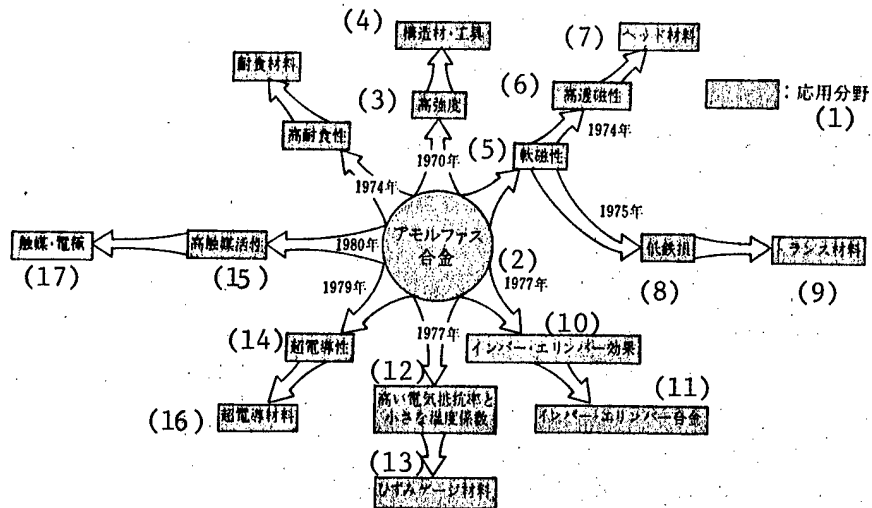 (4)
構造材・工具
(7)
ヘッド材料
耐食材料
(6)
高透磁性
：応用分野
(1)
(3)
高強度
高耐食性
(5)
軟磁性
1974年
1970年
1974年
1975年
アモルファス
合金
(2)
触媒・電極
(17)
高触媒活性
(15)
1980年
低鉄損
(8)
トランス材料
(9)
1979年
1977年
1977年
(14)
超電導性
(10)
インバー・エリンバー効果
(12)
高い電気抵抗率と
小さな温度係数
(11)
インバー・エリンバー合金
(16)
超電導材料
(13)
ひずみゲージ材料